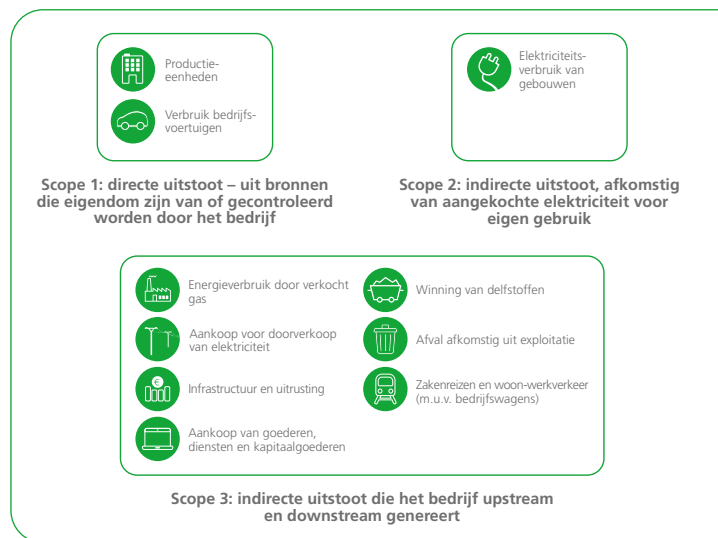 Productie-
eenheden
Verbruik bedrijfs-
voertuigen
Scope 1: directe uitstoot – uit bronnen
die eigendom zijn van of gecontroleerd
worden door het bedrijf
Elektriciteits-
verbruik van
gebouwen
Scope 2: indirecte uitstoot, afkomstig
van aangekochte elektriciteit voor
eigen gebruik
Energieverbruik door verkocht
gas
Aankoop voor doorverkoop
van elektriciteit
€
Infrastructuur en uitrusting
Aankoop van goederen,
diensten en kapitaalgoederen
Winning van delfstoffen
Afval afkomstig uit exploitatie
Zakenreizen en woon-werkverkeer
(m.u.v. bedrijfswagens)
Scope 3: indirecte uitstoot die het bedrijf upstream
en downstream genereert